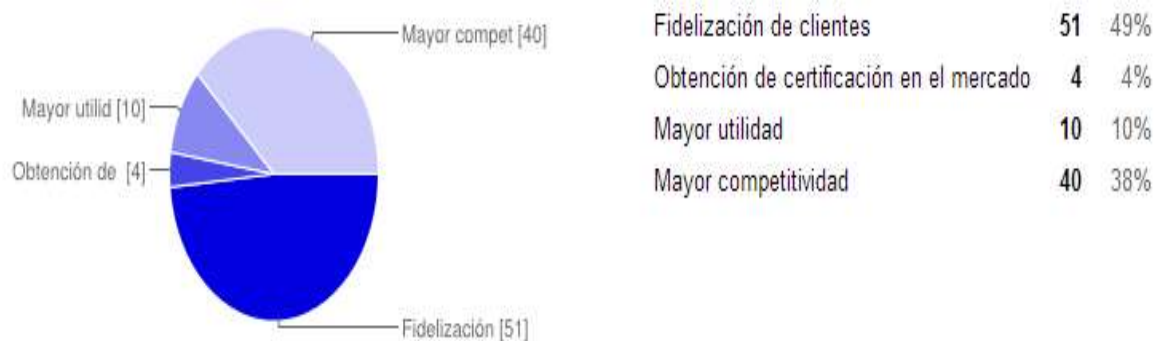 Mayor compet [40]
Mayor utilid [10]
Obtención de [4]
Fidelización [51]
Fidelización de clientes 51 49%
Obtención de certificación en el mercado 4 4%
Mayor utilidad 10 10%
Mayor competitividad 40 38%